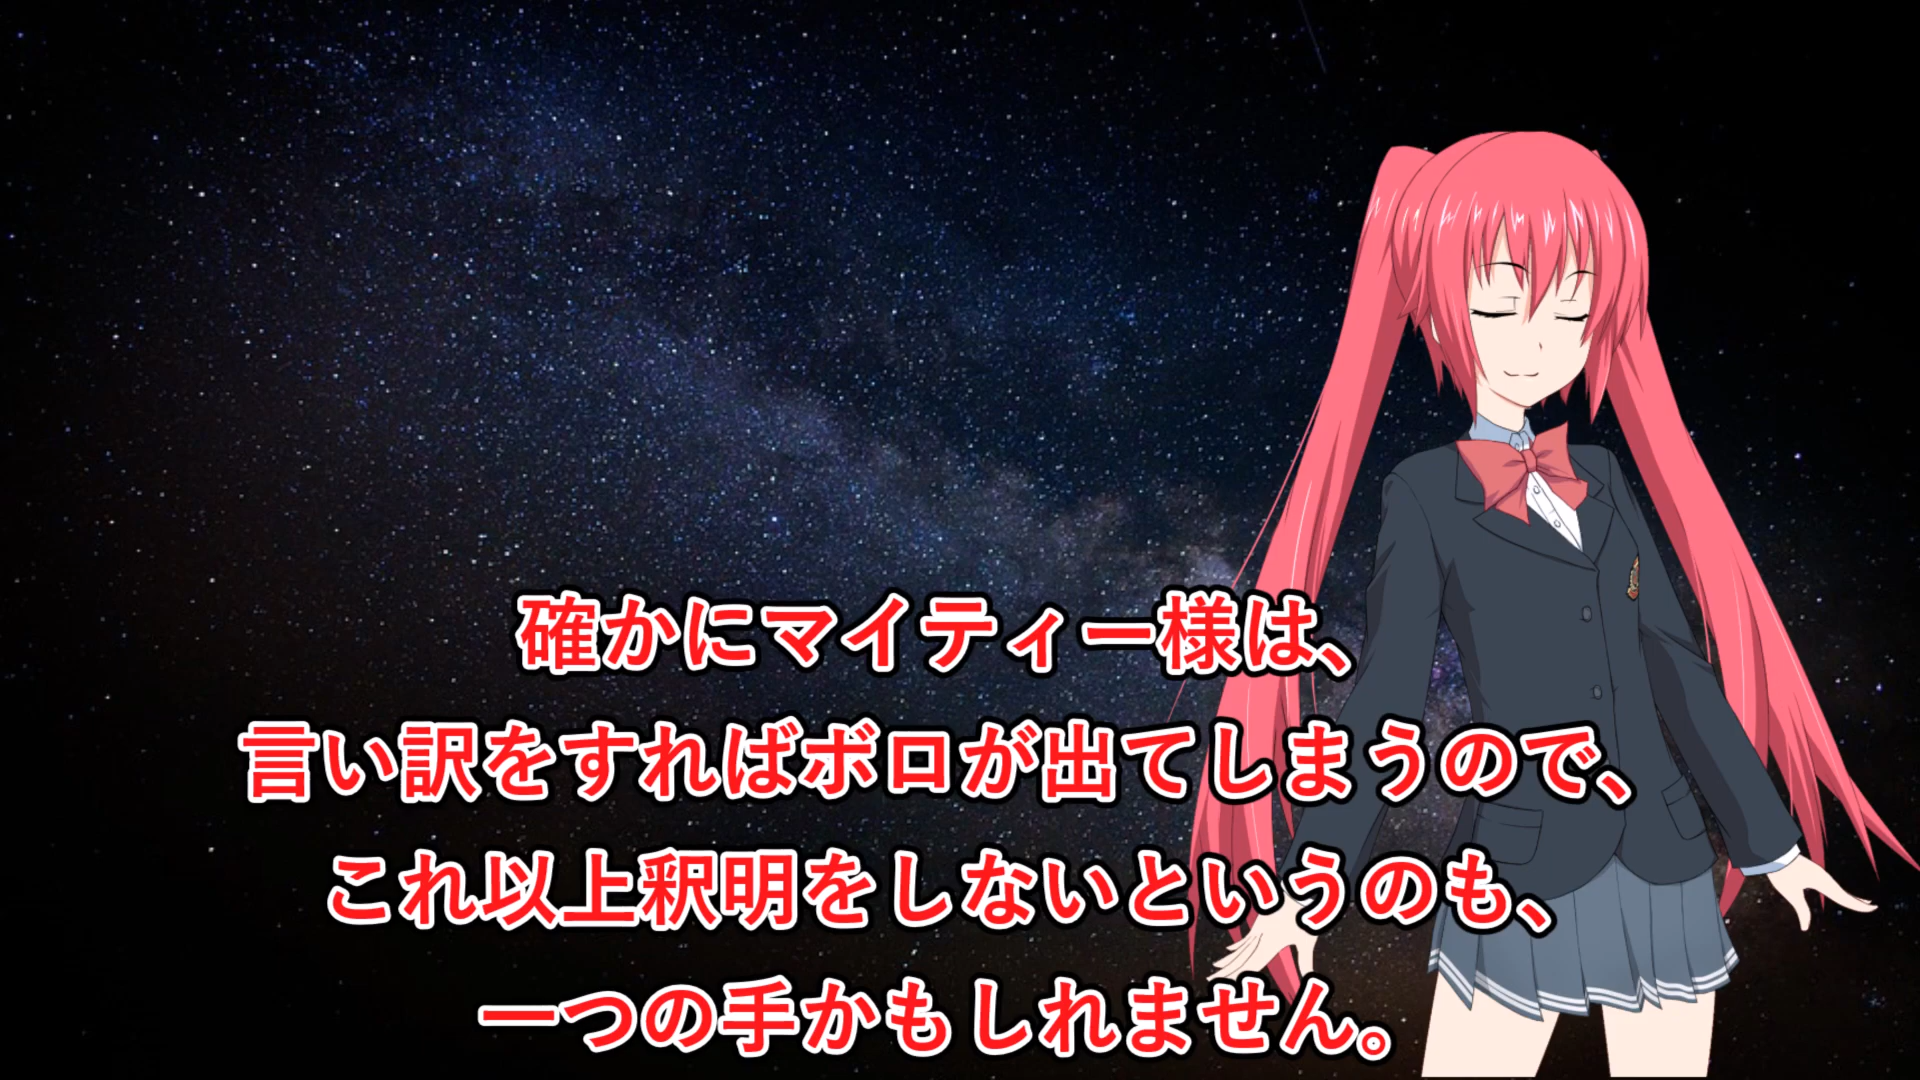 確かにマイティー様は、
言い訳をすればボロが出てしまうので、
これ以上釈明をしないというのも、
一つの手かもしれません。